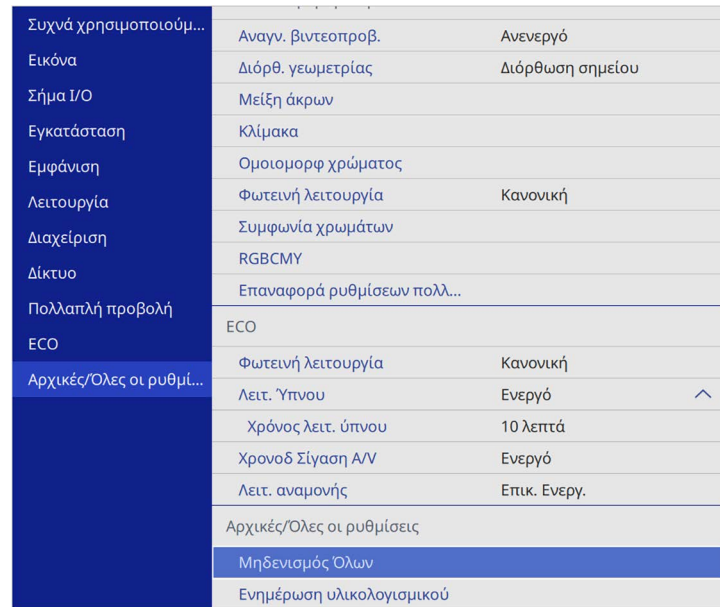 Συχνά χρησιμοποιούμ...
Εικόνα
Σήμα I/O
Εγκατάσταση
Εμφάνιση
Λειτουργία
Διαχείριση
Δίκτυο
Πολλαπλή προβολή
ECO
Αρχικές/Όλες οι ρυθμί...
Αναγν. βιντεοπροβ. Ανενεργό
Διόρθ. γεωμετρίας Διόρθωση σημείου
Μείξη άκρων
Κλίμακα
Ομοιομορφ χρώματος
Φωτεινή λειτουργία Κανονική
Συμφωνία χρωμάτων
RGBCMY
Επαναφορά ρυθμίσεων πολλ...
ECO
Φωτεινή λειτουργία Κανονική
Λειτ. Ύπνου Ενεργό
Χρόνος λειτ. ύπνου 10 λεπτά
Χρονοδ Σίγαση A/V Ενεργό
Λειτ. αναμονής Επικ. Ενεργ.
Αρχικές/Όλες οι ρυθμίσεις
Μηδενισμός Όλων
Ενημέρωση υλικολογισμικού